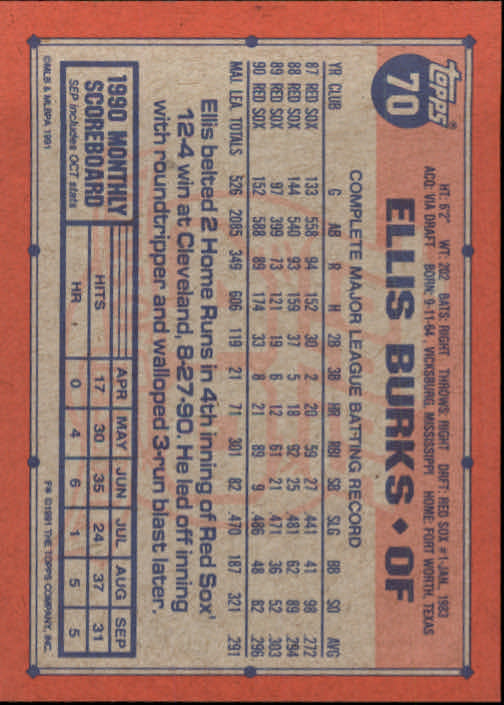 TOPPS
70
HT: 6'2" WT: 202 BATS: RIGHT THROWS: RIGHT DRFT: RED SOX #1-JAN. 1983
ACQ: VIA DRAFT BORN: 9-11-64, VICKSBURG, MISSISSIPPI HOME: FORT WORTH, TEXAS
ELLIS BURKS • OF
COMPLETE MAJOR LEAGUE BATTING RECORD
YR CLUB G AB R H 2B 3B HR RBI SB SLG BB SO AVG
87 RED SOX 133 558 94 152 30 2 20 59 27 .441 41 98 .272
88 RED SOX 144 540 93 159 37 5 18 92 25 .481 62 89 .294
89 RED SOX 97 399 73 121 19 6 12 61 21 .471 36 52 .303
90 RED SOX 152 588 89 174 33 8 21 89 9 .486 48 82 .296
MAJ. LEA. TOTALS 526 2085 349 606 119 21 71 301 82 .470 187 321 .291
Ellis belted 2 Home Runs in 4th inning of Red Sox'
12-4 win at Cleveland, 8-27-90. He led off inning
with roundtripper and walloped 3-run blast later.
1990 MONTHLY
SCOREBOARD
SEP includes OCT stats
APR MAY JUN JUL AUG SEP
HITS 17 30 35 24 37 31
HR 0 4 6 1 5 5
©MLB & MLBPA 1991
F* ©1991 THE TOPPS COMPANY, INC.